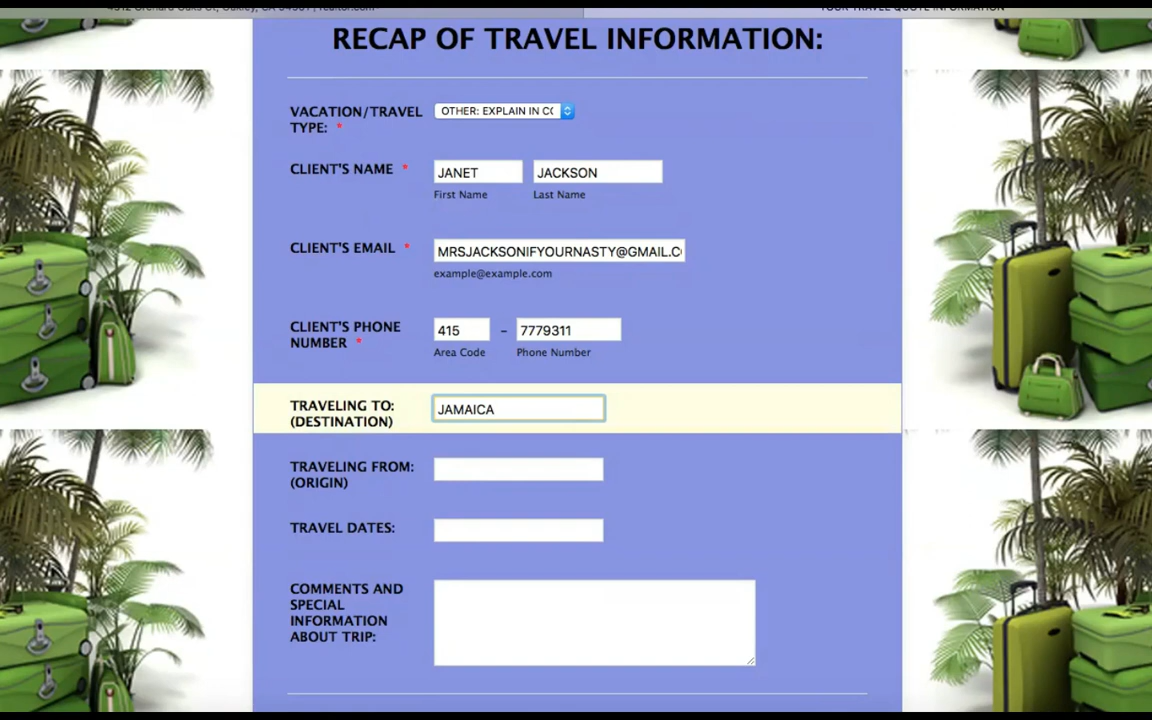 RECAP OF TRAVEL INFORMATION:
VACATION/TRAVEL TYPE: * OTHER: EXPLAIN IN CC
CLIENT'S NAME * JANET JACKSON
First Name Last Name
CLIENT'S EMAIL * MRSJACKSONIFYOURNASTY@GMAIL.C
example@example.com
CLIENT'S PHONE
NUMBER * 415 – 7779311
Area Code Phone Number
TRAVELING TO: JAMAICA
(DESTINATION)
TRAVELING FROM:
(ORIGIN)
TRAVEL DATES:
COMMENTS AND
SPECIAL
INFORMATION
ABOUT TRIP: